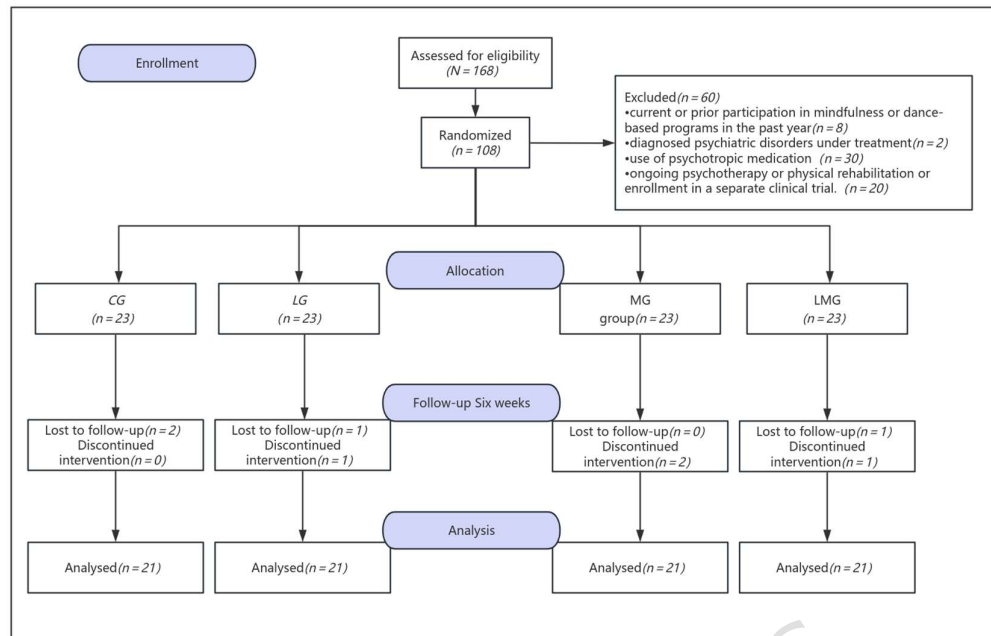 Enrollment
Assessed for eligibility
(N = 168)
Randomized
(n = 108)
Excluded(n = 60)
•current or prior participation in mindfulness or dance-
based programs in the past year(n = 8)
•diagnosed psychiatric disorders under treatment(n = 2)
•use of psychotropic medication (n = 30)
•ongoing psychotherapy or physical rehabilitation or
enrollment in a separate clinical trial. (n = 20)
Allocation
CG
(n = 23)
LG
(n = 23)
MG
group(n = 23)
LMG
(n = 23)
Follow-up Six weeks
Lost to follow-up(n = 2)
Discontinued
intervention(n = 0)
Lost to follow-up(n = 1)
Discontinued
intervention(n = 1)
Lost to follow-up(n = 0)
Discontinued
intervention(n = 2)
Lost to follow-up(n = 1)
Discontinued
intervention(n = 1)
Analysis
Analysed(n = 21)
Analysed(n = 21)
Analysed(n = 21)
Analysed(n = 21)